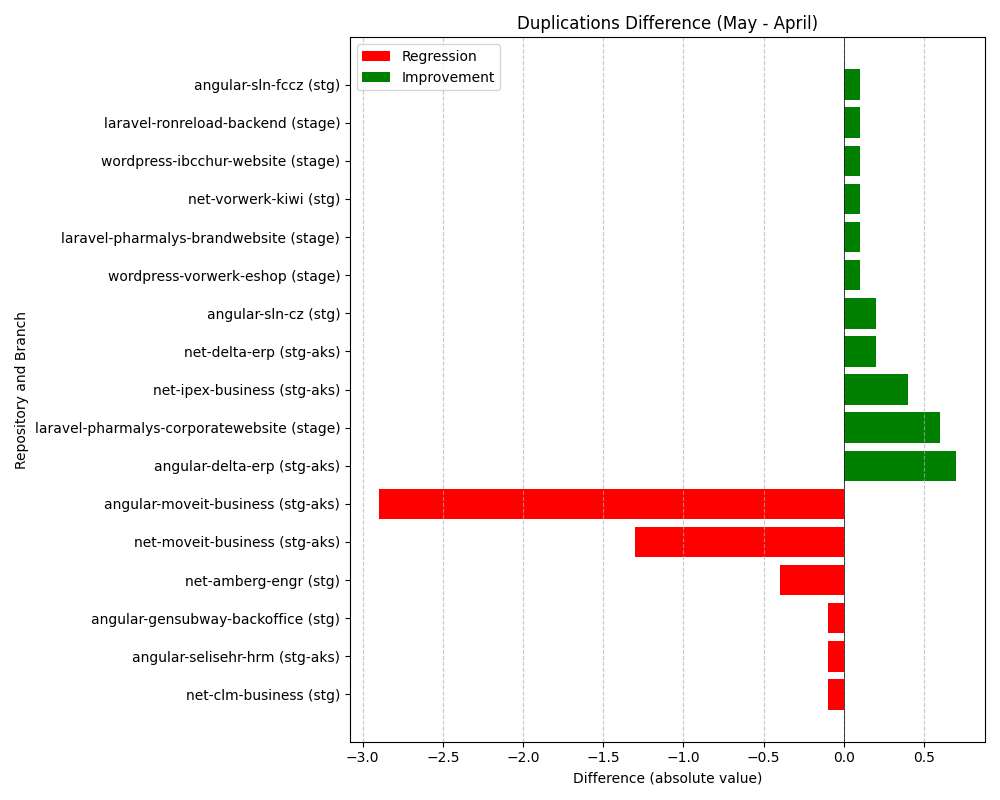 Duplications Difference (May - April)
Regression
Improvement
angular-sln-fccz (stg)
laravel-ronreload-backend (stage)
wordpress-ibcchur-website (stage)
net-vorwerk-kiwi (stg)
laravel-pharmalys-brandwebsite (stage)
wordpress-vorwerk-eshop (stage)
angular-sln-cz (stg)
net-delta-erp (stg-aks)
net-ipex-business (stg-aks)
laravel-pharmalys-corporatewebsite (stage)
angular-delta-erp (stg-aks)
angular-moveit-business (stg-aks)
net-moveit-business (stg-aks)
net-amberg-engr (stg)
angular-gensubway-backoffice (stg)
angular-selisehr-hrm (stg-aks)
net-clm-business (stg)
Repository and Branch
−3.0 −2.5 −2.0 −1.5 −1.0 −0.5 0.0 0.5
Difference (absolute value)